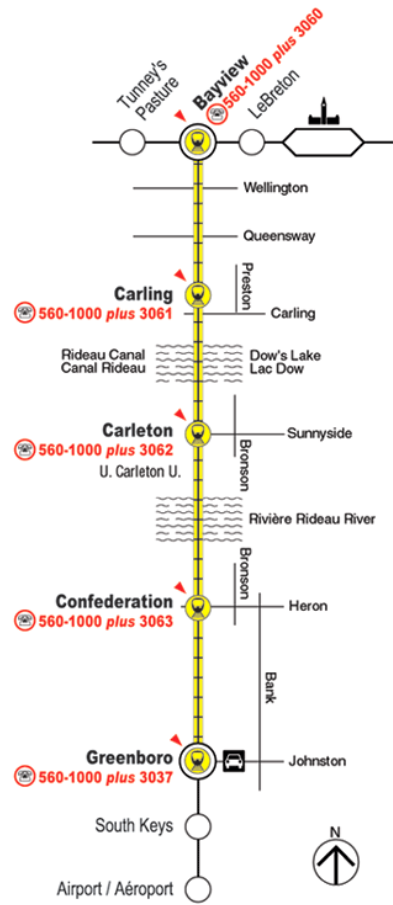 Tunney's
Pasture
Bayview
560-1000 plus 3060
LeBreton
Wellington
Queensway
Preston
Carling
560-1000 plus 3061
Carling
Rideau Canal
Canal Rideau
Dow's Lake
Lac Dow
Carleton
560-1000 plus 3062
U. Carleton U.
Sunnyside
Bronson
Rivière Rideau River
Bronson
Confederation
560-1000 plus 3063
Heron
Bank
Greenboro
560-1000 plus 3037
Johnston
South Keys
N
Airport / Aéroport